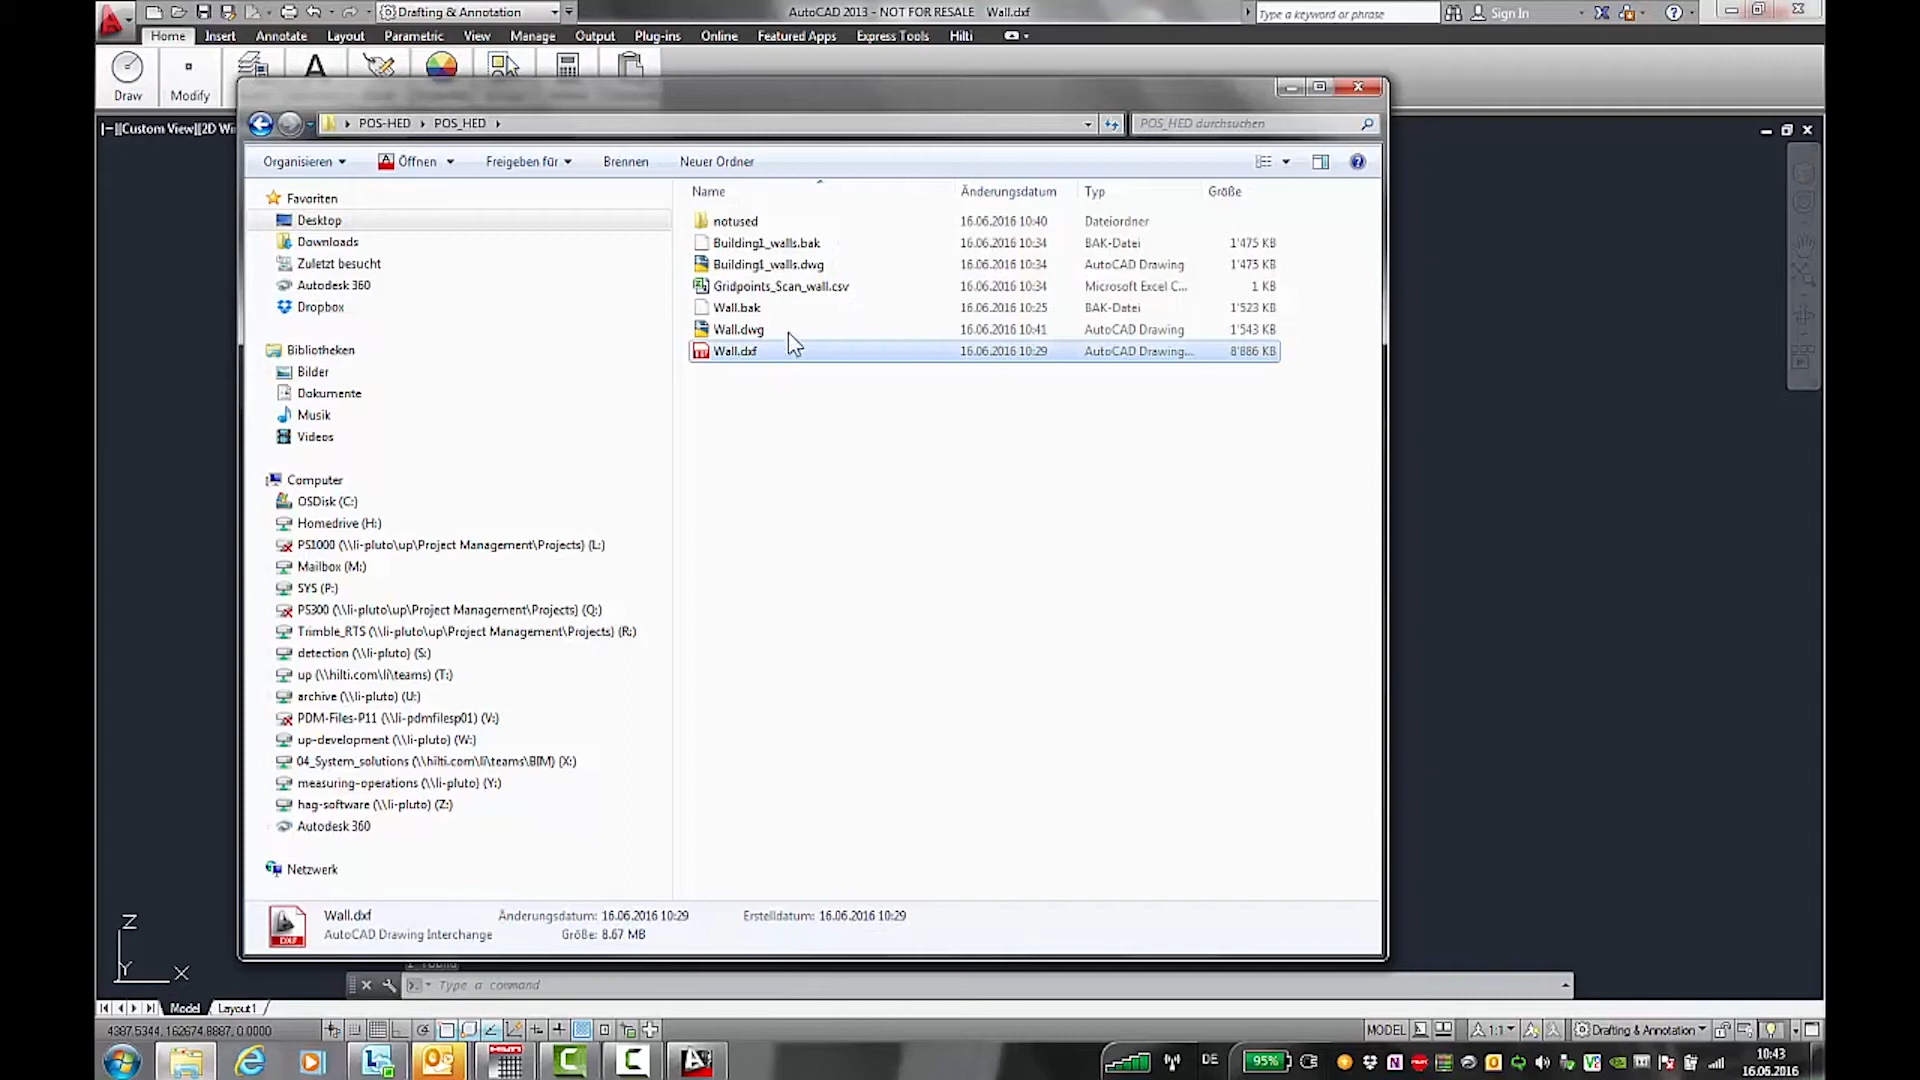 Drafting & Annotation
AutoCAD 2013 - NOT FOR RESALE Wall.dxf
Type a keyword or phrase
Sign In
Home Insert Annotate Layout Parametric View Manage Output Plug-ins Online Featured Apps Express Tools Hilti
Draw Modify
[-][Custom View][2D Wi
POS-HED POS_HED
POS_HED durchsuchen
Organisieren Öffnen Freigeben für Brennen Neuer Ordner
Name Änderungsdatum Typ Größe
Favoriten
Desktop
Downloads
Zuletzt besucht
Autodesk 360
Dropbox
Bibliotheken
Bilder
Dokumente
Musik
Videos
Computer
OSDisk (C:)
Homedrive (H:)
PS1000 (\\li-pluto\up\Project Management\Projects) (L:)
Mailbox (M:)
SYS (P:)
PS300 (\\li-pluto\up\Project Management\Projects) (Q:)
Trimble_RTS (\\li-pluto\up\Project Management\Projects) (R:)
detection (\\li-pluto) (S:)
up (\\hilti.com\li\teams) (T:)
archive (\\li-pluto) (U:)
PDM-Files-P11 (\\li-pdmfilesp01) (V:)
up-development (\\li-pluto) (W:)
04_System_solutions (\\hilti.com\li\teams\BIM) (X:)
measuring-operations (\\li-pluto) (Y:)
hag-software (\\li-pluto) (Z:)
Autodesk 360
Netzwerk
notused 16.06.2016 10:40 Dateiordner
Building1_walls.bak 16.06.2016 10:34 BAK-Datei 1'475 KB
Building1_walls.dwg 16.06.2016 10:34 AutoCAD Drawing 1'475 KB
Gridpoints_Scan_wall.csv 16.06.2016 10:34 Microsoft Excel C... 1 KB
Wall.bak 16.06.2016 10:25 BAK-Datei 1'523 KB
Wall.dwg 16.06.2016 10:41 AutoCAD Drawing 1'543 KB
Wall.dxf 16.06.2016 10:29 AutoCAD Drawing... 8'886 KB
DXF
Wall.dxf Änderungsdatum: 16.06.2016 10:29 Erstelldatum: 16.06.2016 10:29
AutoCAD Drawing Interchange Größe: 8.67 MB
Z
Y X
Type a command
Model Layout1
4387.5344, 162674.8887, 0.0000
MODEL 1:1 Drafting & Annotation
DE 95% 10:43
16.06.2016